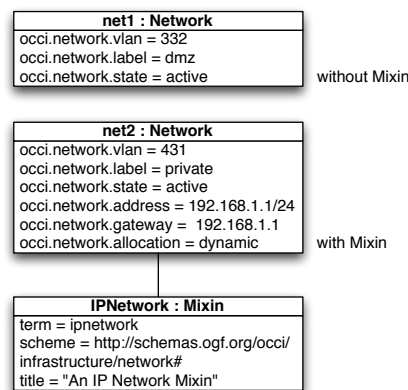 net1 : Network
occi.network.vlan = 332
occi.network.label = dmz
occi.network.state = active
without Mixin
net2 : Network
occi.network.vlan = 431
occi.network.label = private
occi.network.state = active
occi.network.address = 192.168.1.1/24
occi.network.gateway = 192.168.1.1
occi.network.allocation = dynamic
with Mixin
IPNetwork : Mixin
term = ipnetwork
scheme = http://schemas.ogf.org/occi/
infrastructure/network#
title = "An IP Network Mixin"